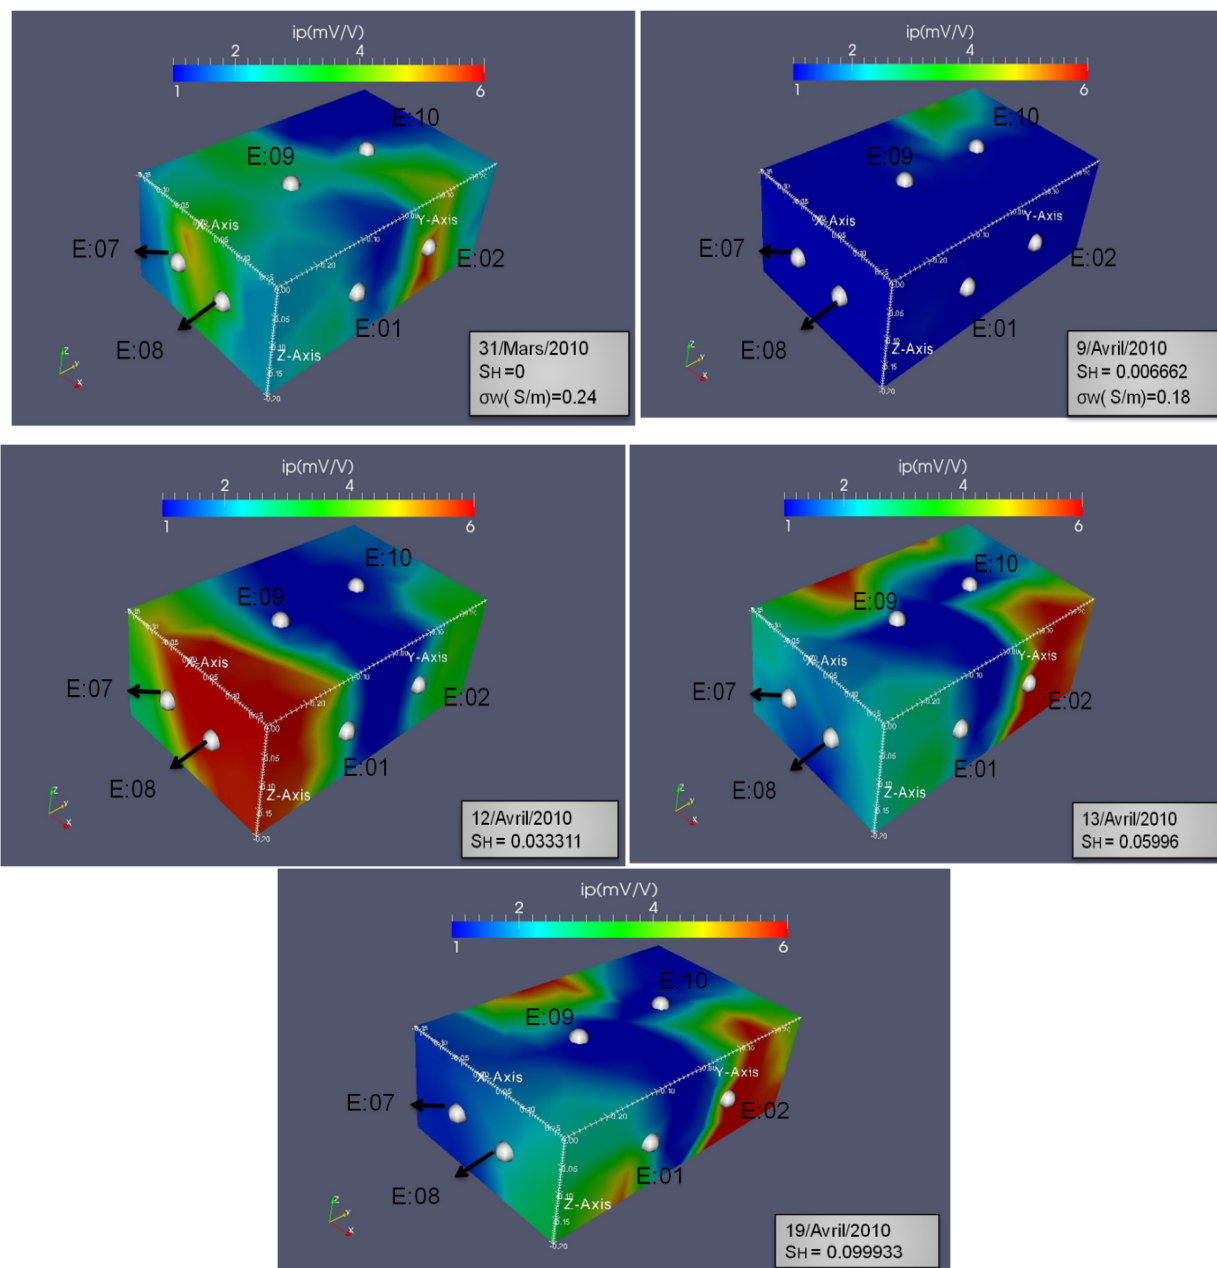 ip(mV/V)
2 4
1 6
E:10
E:09
X-Axis
Y-Axis
E:07
E:02
E:01
E:08
Z-Axis
31/Mars/2010
SH =0
σw( S/m)=0.24
ip(mV/V)
2 4
1 6
E:10
E:09
X-Axis
Y-Axis
E:07
E:02
E:01
E:08
Z-Axis
9/Avril/2010
SH = 0.006662
σw( S/m)=0.18
ip(mV/V)
2 4
1 6
E:10
E:09
X-Axis
Y-Axis
E:07
E:02
E:01
E:08
Z-Axis
12/Avril/2010
SH = 0.033311
ip(mV/V)
2 4
1 6
E:10
E:09
X-Axis
Y-Axis
E:07
E:02
E:01
E:08
Z-Axis
13/Avril/2010
SH = 0.05996
ip(mV/V)
2 4
1 6
E:10
E:09
X-Axis
Y-Axis
E:07
E:02
E:01
E:08
Z-Axis
19/Avril/2010
SH = 0.099933